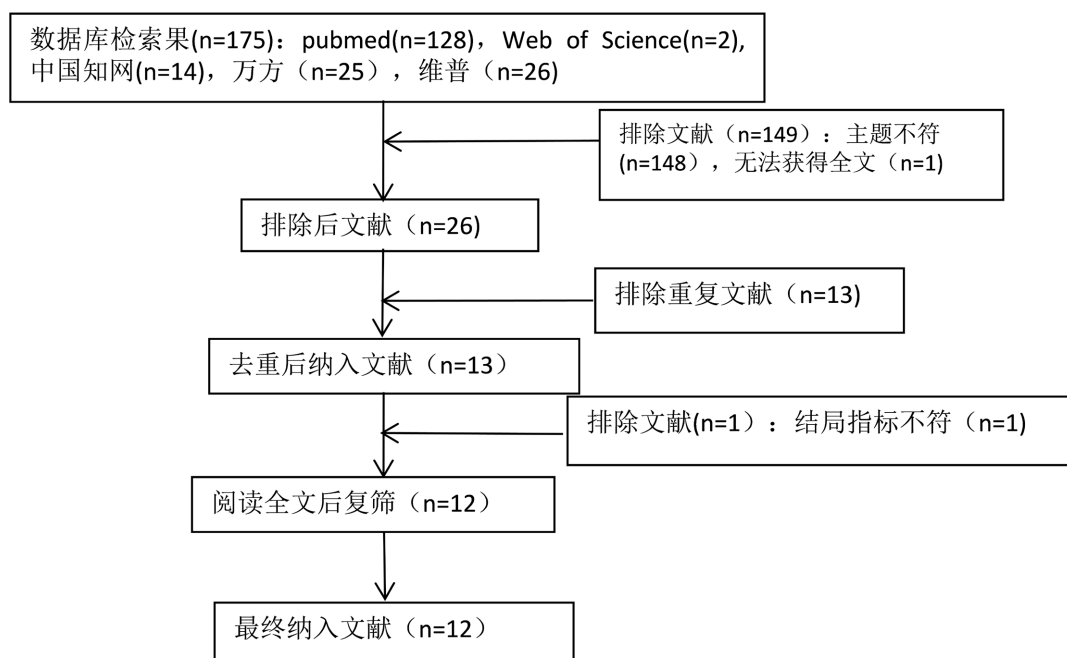 数据库检索果(n=175)：pubmed(n=128)，Web of Science(n=2),
中国知网(n=14)，万方（n=25），维普（n=26)
排除文献（n=149）：主题不符
(n=148），无法获得全文（n=1)
排除后文献（n=26)
排除重复文献（n=13)
去重后纳入文献（n=13）
排除文献(n=1）：结局指标不符（n=1)
阅读全文后复筛（n=12）
最终纳入文献（n=12）